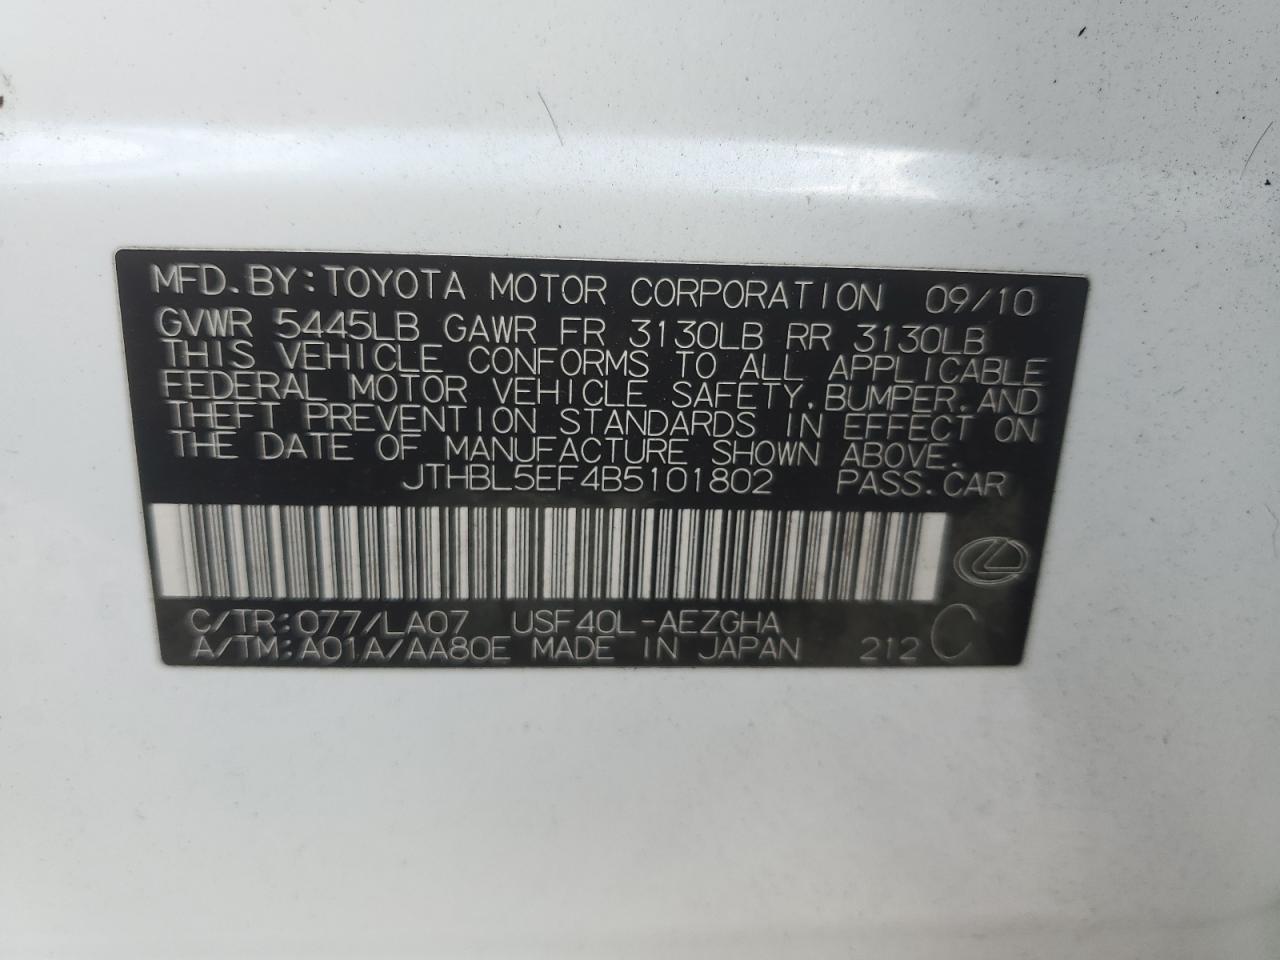 MFD. BY: TOYOTA MOTOR CORPORATION 09/10
GVWR 5445LB GAWR FR 3130LB RR 3130LB
THIS VEHICLE CONFORMS TO ALL APPLICABLE
FEDERAL MOTOR VEHICLE SAFETY, BUMPER, AND
THEFT PREVENTION STANDARDS IN EFFECT ON
THE DATE OF MANUFACTURE SHOWN ABOVE.
JTHBL5EF4B5101802 PASS. CAR
C/TR: 077/LA07 USF40L-AEZGHA
A/TM: A01A/AA80E MADE IN JAPAN 212 C